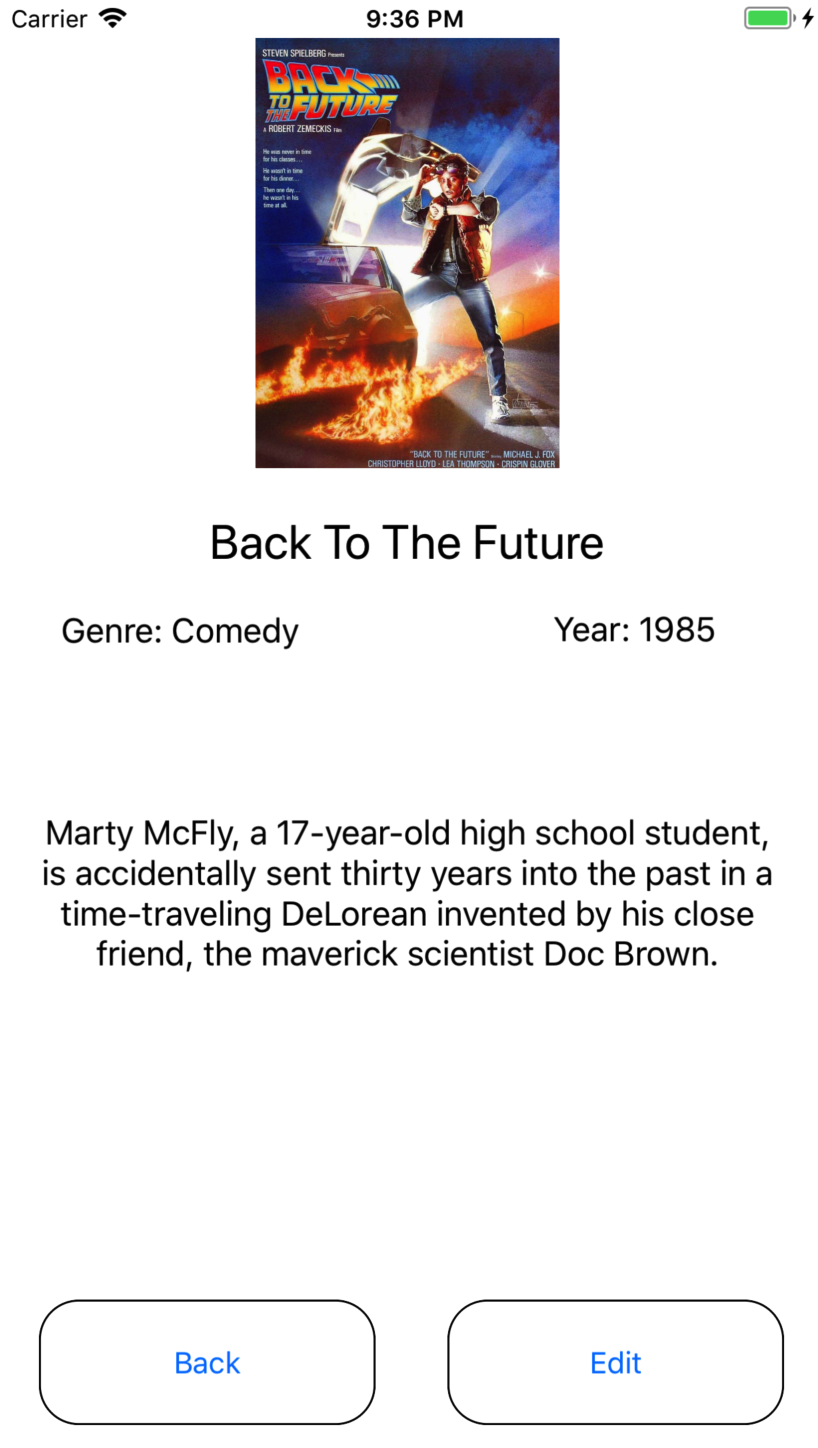 Carrier 9:36 PM
STEVEN SPIELBERG Presents
BACK
TO
THE FUTURE
A ROBERT ZEMECKIS Film
He was never in time
for his classes...
He wasn't in time
for his dinner...
Then one day...
he wasn't in his
time at all.
"BACK TO THE FUTURE" Starring MICHAEL J. FOX
CHRISTOPHER LLOYD · LEA THOMPSON · CRISPIN GLOVER
Back To The Future
Genre: Comedy Year: 1985
Marty McFly, a 17-year-old high school student,
is accidentally sent thirty years into the past in a
time-traveling DeLorean invented by his close
friend, the maverick scientist Doc Brown.
Back Edit